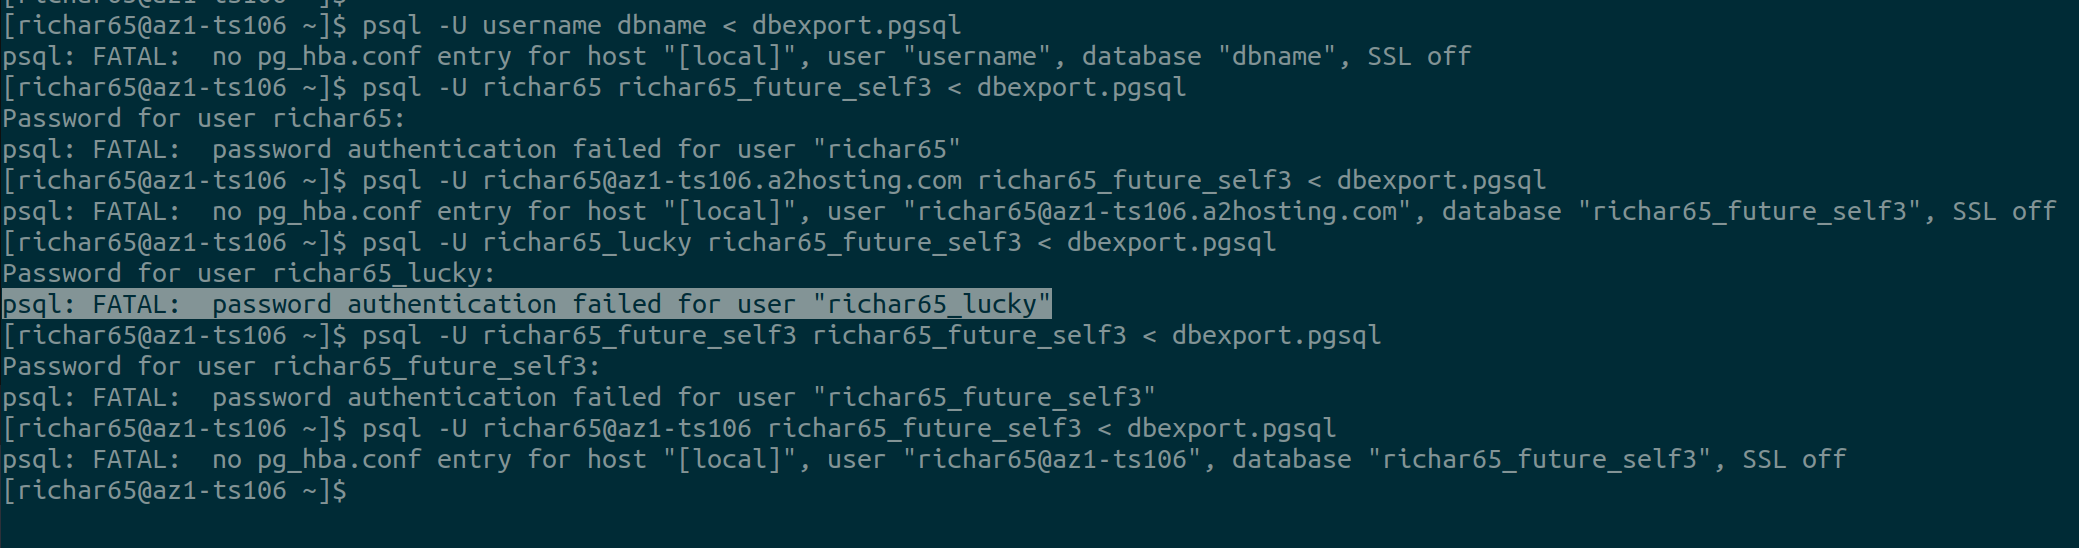 [richar65@az1-ts106 ~]$ psql -U username dbname < dbexport.pgsql
psql: FATAL:  no pg_hba.conf entry for host "[local]", user "username", database "dbname", SSL off
[richar65@az1-ts106 ~]$ psql -U richar65 richar65_future_self3 < dbexport.pgsql
Password for user richar65:
psql: FATAL:  password authentication failed for user "richar65"
[richar65@az1-ts106 ~]$ psql -U richar65@az1-ts106.a2hosting.com richar65_future_self3 < dbexport.pgsql
psql: FATAL:  no pg_hba.conf entry for host "[local]", user "richar65@az1-ts106.a2hosting.com", database "richar65_future_self3", SSL off
[richar65@az1-ts106 ~]$ psql -U richar65_lucky richar65_future_self3 < dbexport.pgsql
Password for user richar65_lucky:
psql: FATAL:  password authentication failed for user "richar65_lucky"
[richar65@az1-ts106 ~]$ psql -U richar65_future_self3 richar65_future_self3 < dbexport.pgsql
Password for user richar65_future_self3:
psql: FATAL:  password authentication failed for user "richar65_future_self3"
[richar65@az1-ts106 ~]$ psql -U richar65@az1-ts106 richar65_future_self3 < dbexport.pgsql
psql: FATAL:  no pg_hba.conf entry for host "[local]", user "richar65@az1-ts106", database "richar65_future_self3", SSL off
[richar65@az1-ts106 ~]$